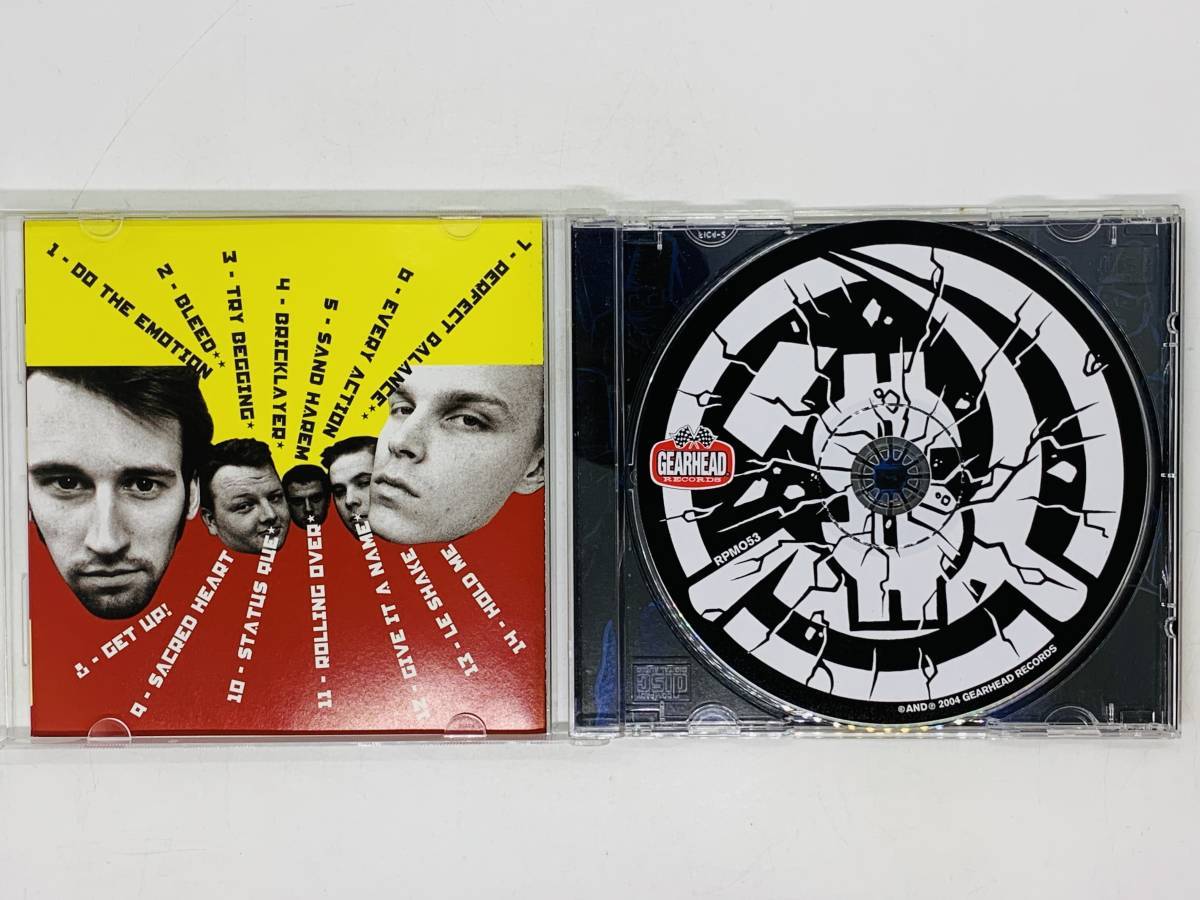 1 - DO THE EMOTION
2 - BLEED**
3 - TRY BEGGING*
4 - BRICKLAYER*
5 - SAND HAREM
6 - EVERY ACTION
7 - PERFECT BALANCE**
8 - GET UP!
9 - SACRED HEART
10 - STATUS QUE*
11 - ROLLING OVER*
12 - GIVE IT A NAME*
13 - LE SHAKE
14 - HOLD ME
GEARHEAD
RECORDS
RPM053
©AND℗ 2004 GEARHEAD RECORDS